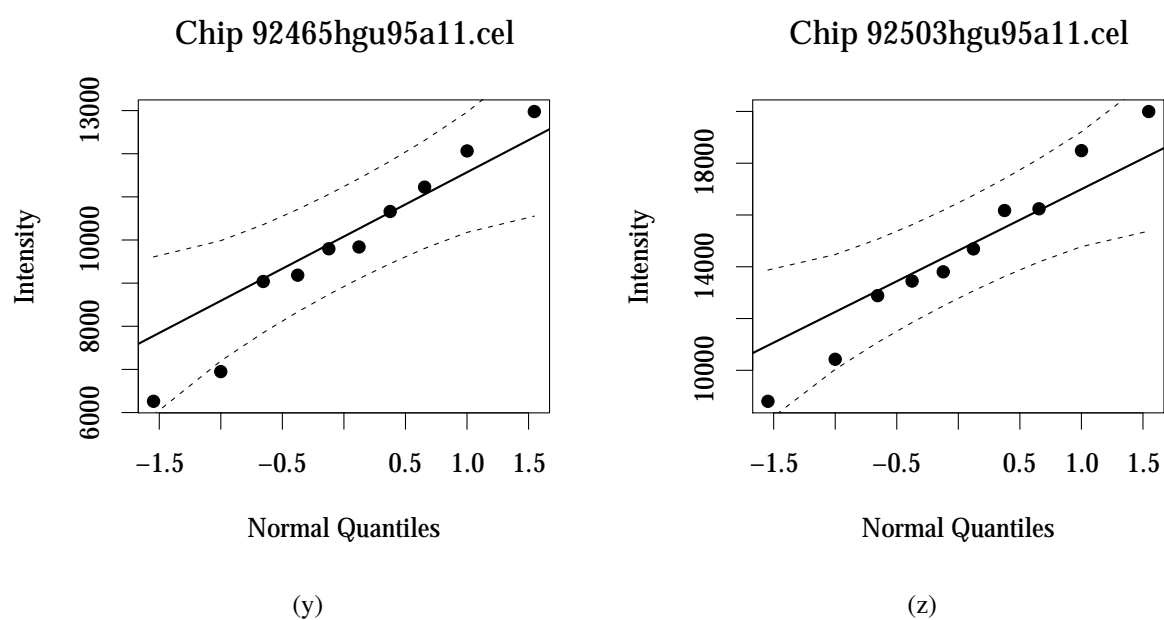 Chip 92465hgu95a11.cel
Intensity
6000 8000 10000 13000
−1.5 −0.5 0.5 1.0 1.5
Normal Quantiles
(y)
Chip 92503hgu95a11.cel
Intensity
10000 14000 18000
−1.5 −0.5 0.5 1.0 1.5
Normal Quantiles
(z)